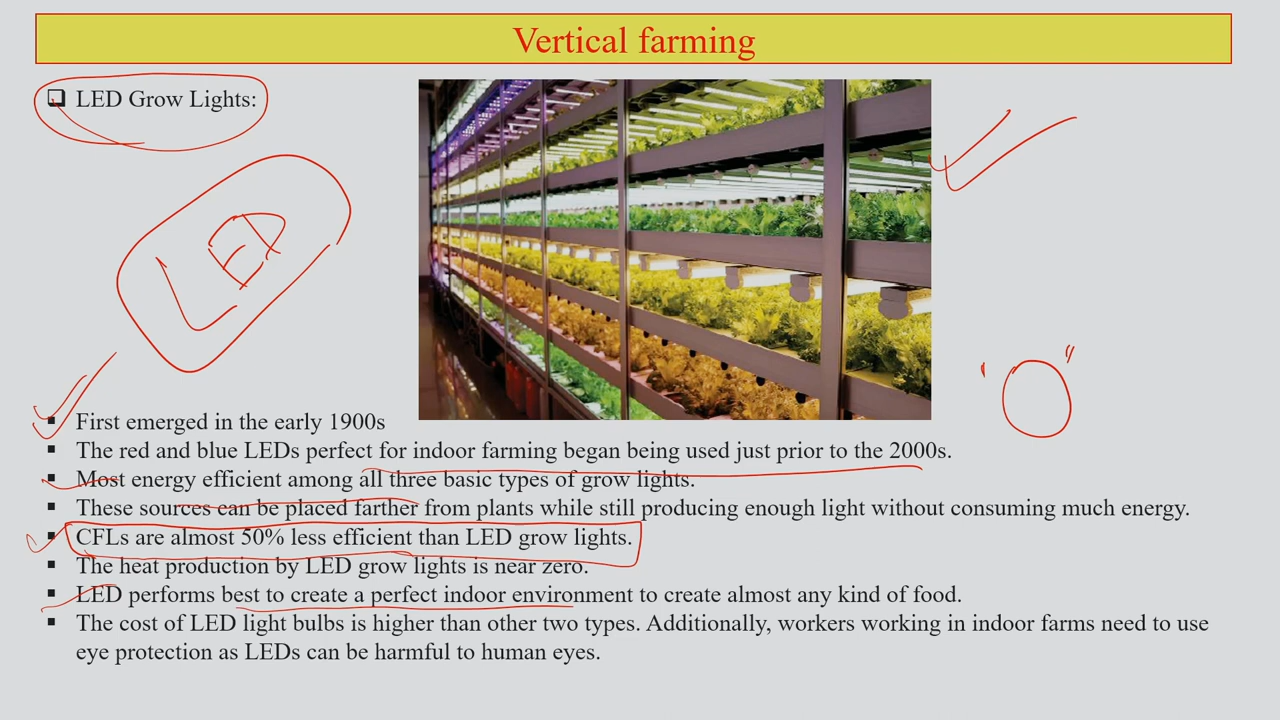 Vertical farming
LED Grow Lights:
LED
First emerged in the early 1900s
The red and blue LEDs perfect for indoor farming began being used just prior to the 2000s.
Most energy efficient among all three basic types of grow lights.
These sources can be placed farther from plants while still producing enough light without consuming much energy.
CFLs are almost 50% less efficient than LED grow lights.
The heat production by LED grow lights is near zero.
LED performs best to create a perfect indoor environment to create almost any kind of food.
The cost of LED light bulbs is higher than other two types. Additionally, workers working in indoor farms need to use
eye protection as LEDs can be harmful to human eyes.